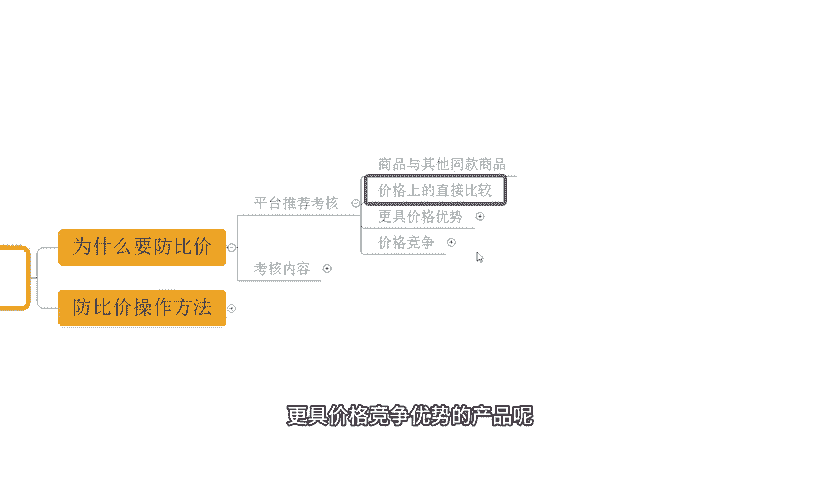 商品与其他同款商品
价格上的直接比较
平台推荐考核
更具价格优势
价格竞争
为什么要防比价
考核内容
防比价操作方法
更具价格竞争优势的产品呢